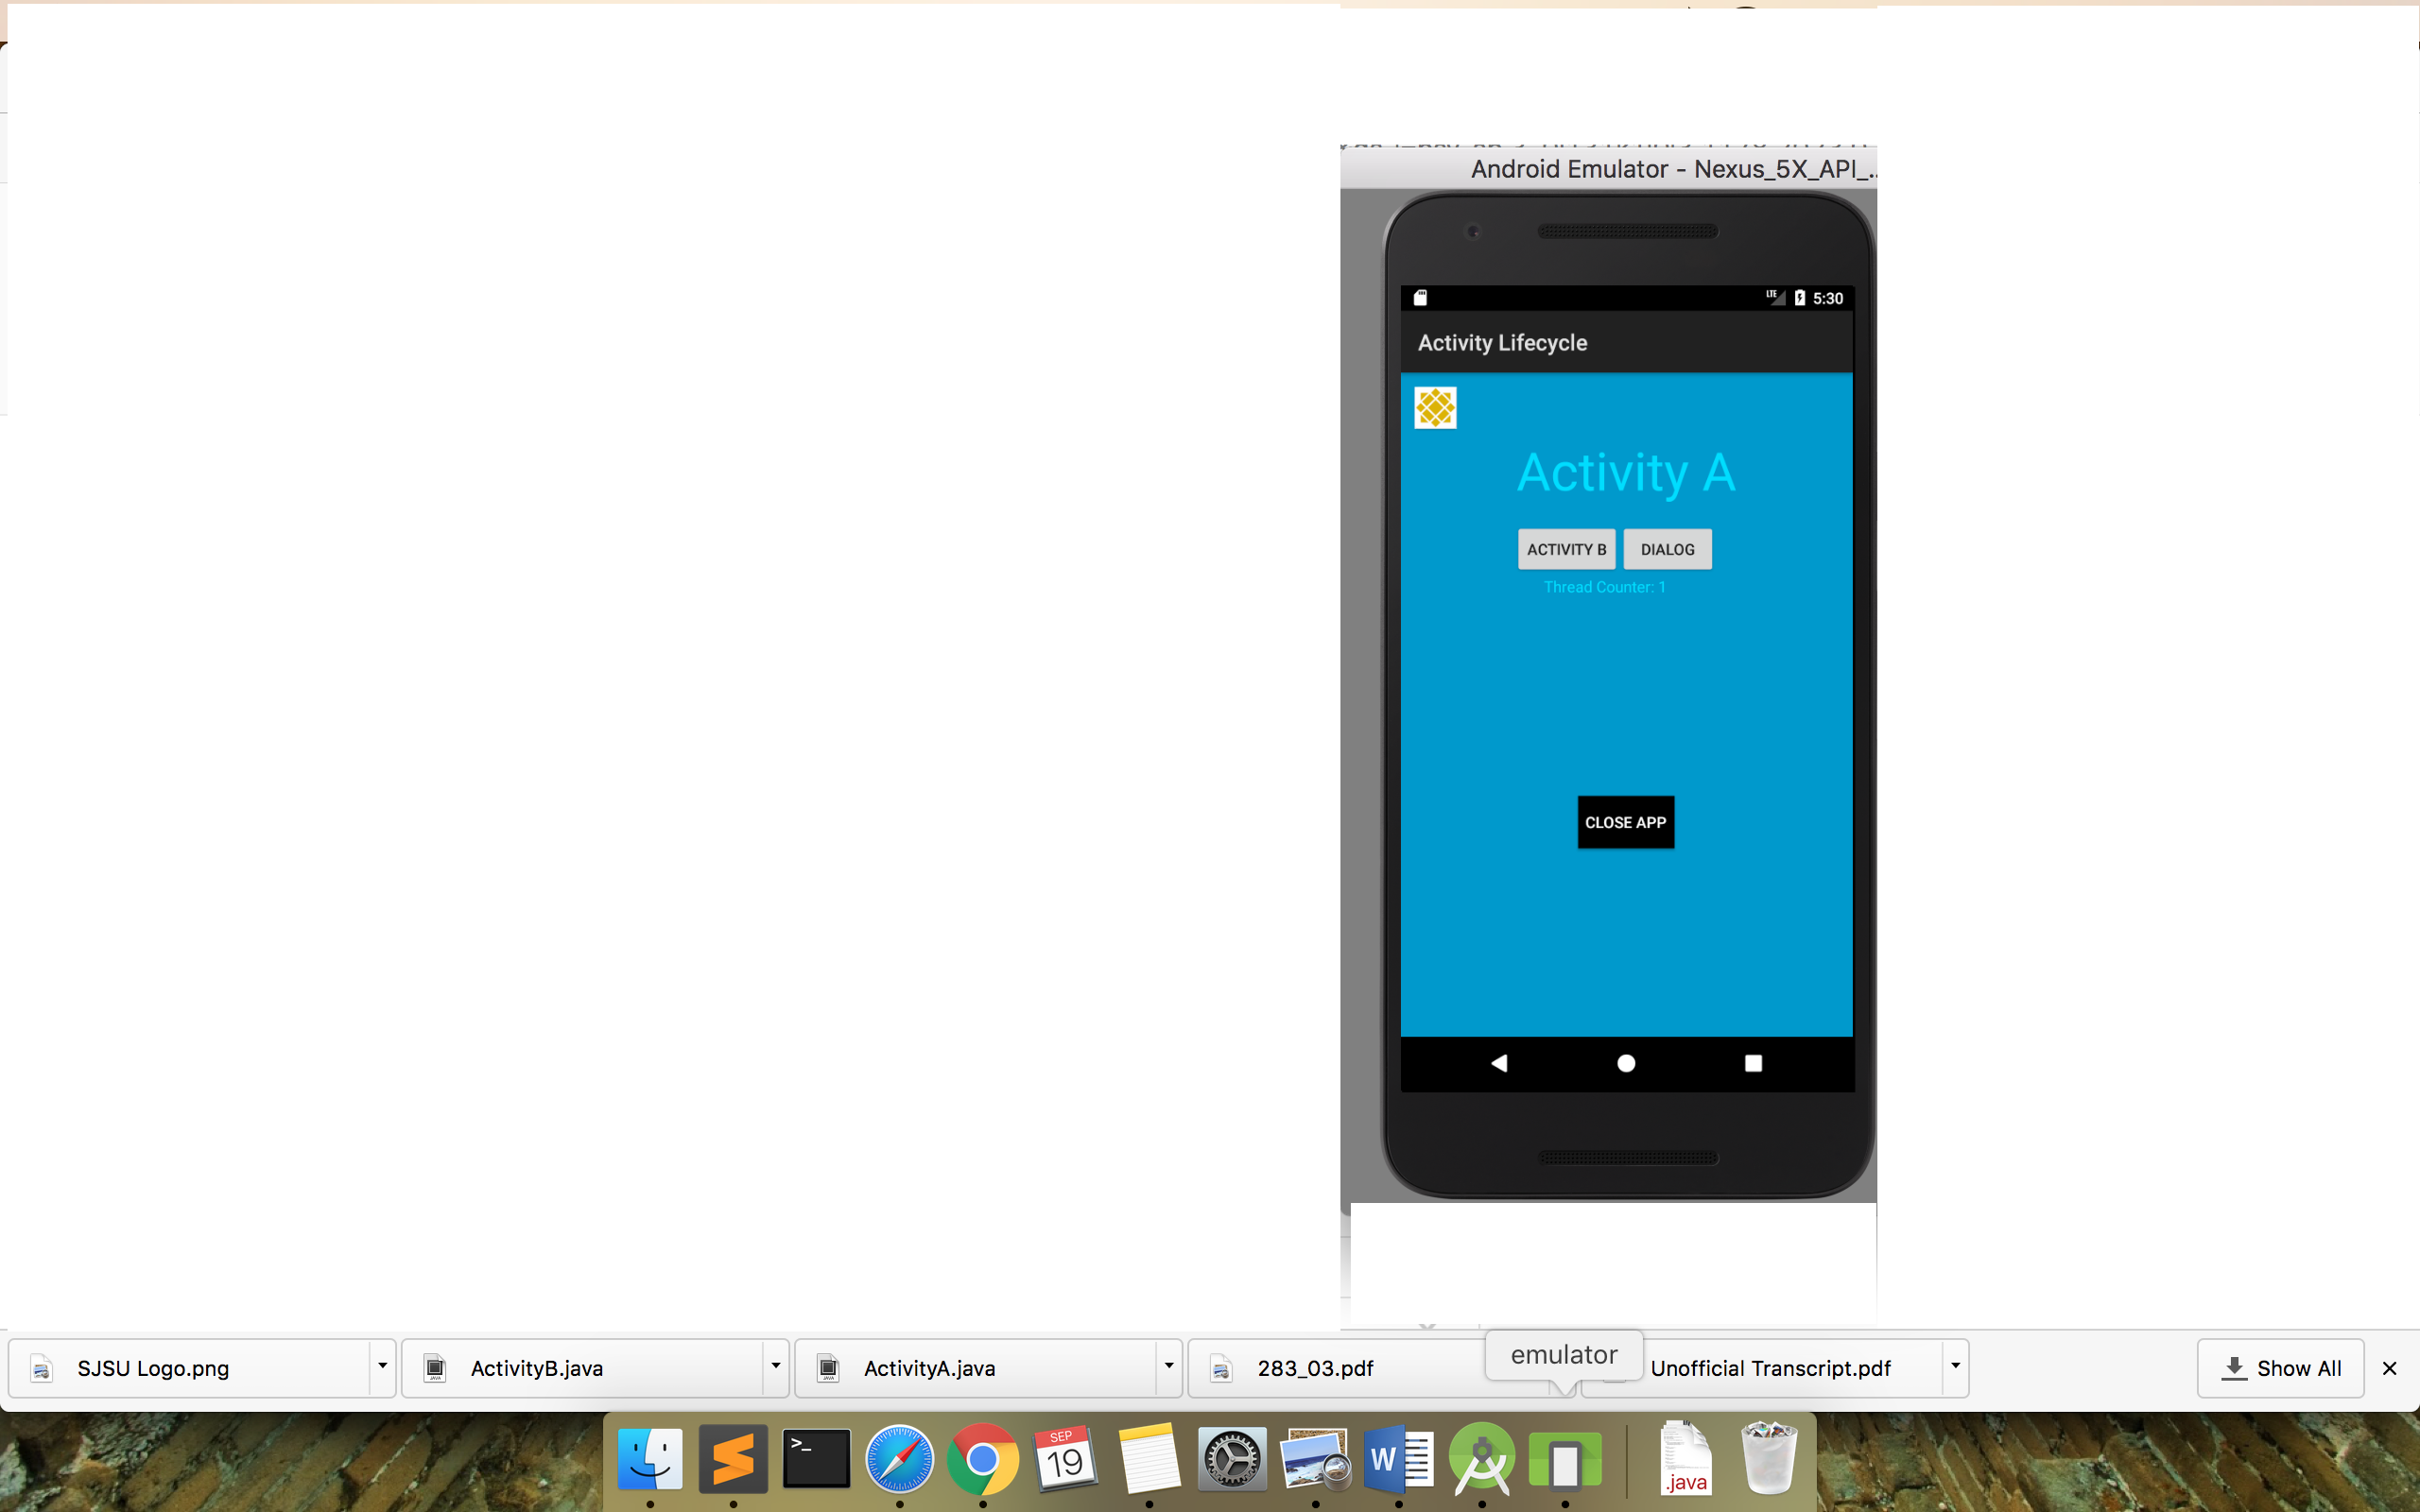 Android Emulator - Nexus_5X_API_..
LTE 5:30
Activity Lifecycle
Activity A
ACTIVITY B DIALOG
Thread Counter: 1
CLOSE APP
emulator
SJSU Logo.png ActivityB.java ActivityA.java 283_03.pdf Unofficial Transcript.pdf Show All
SEP
19
>_
W
.java